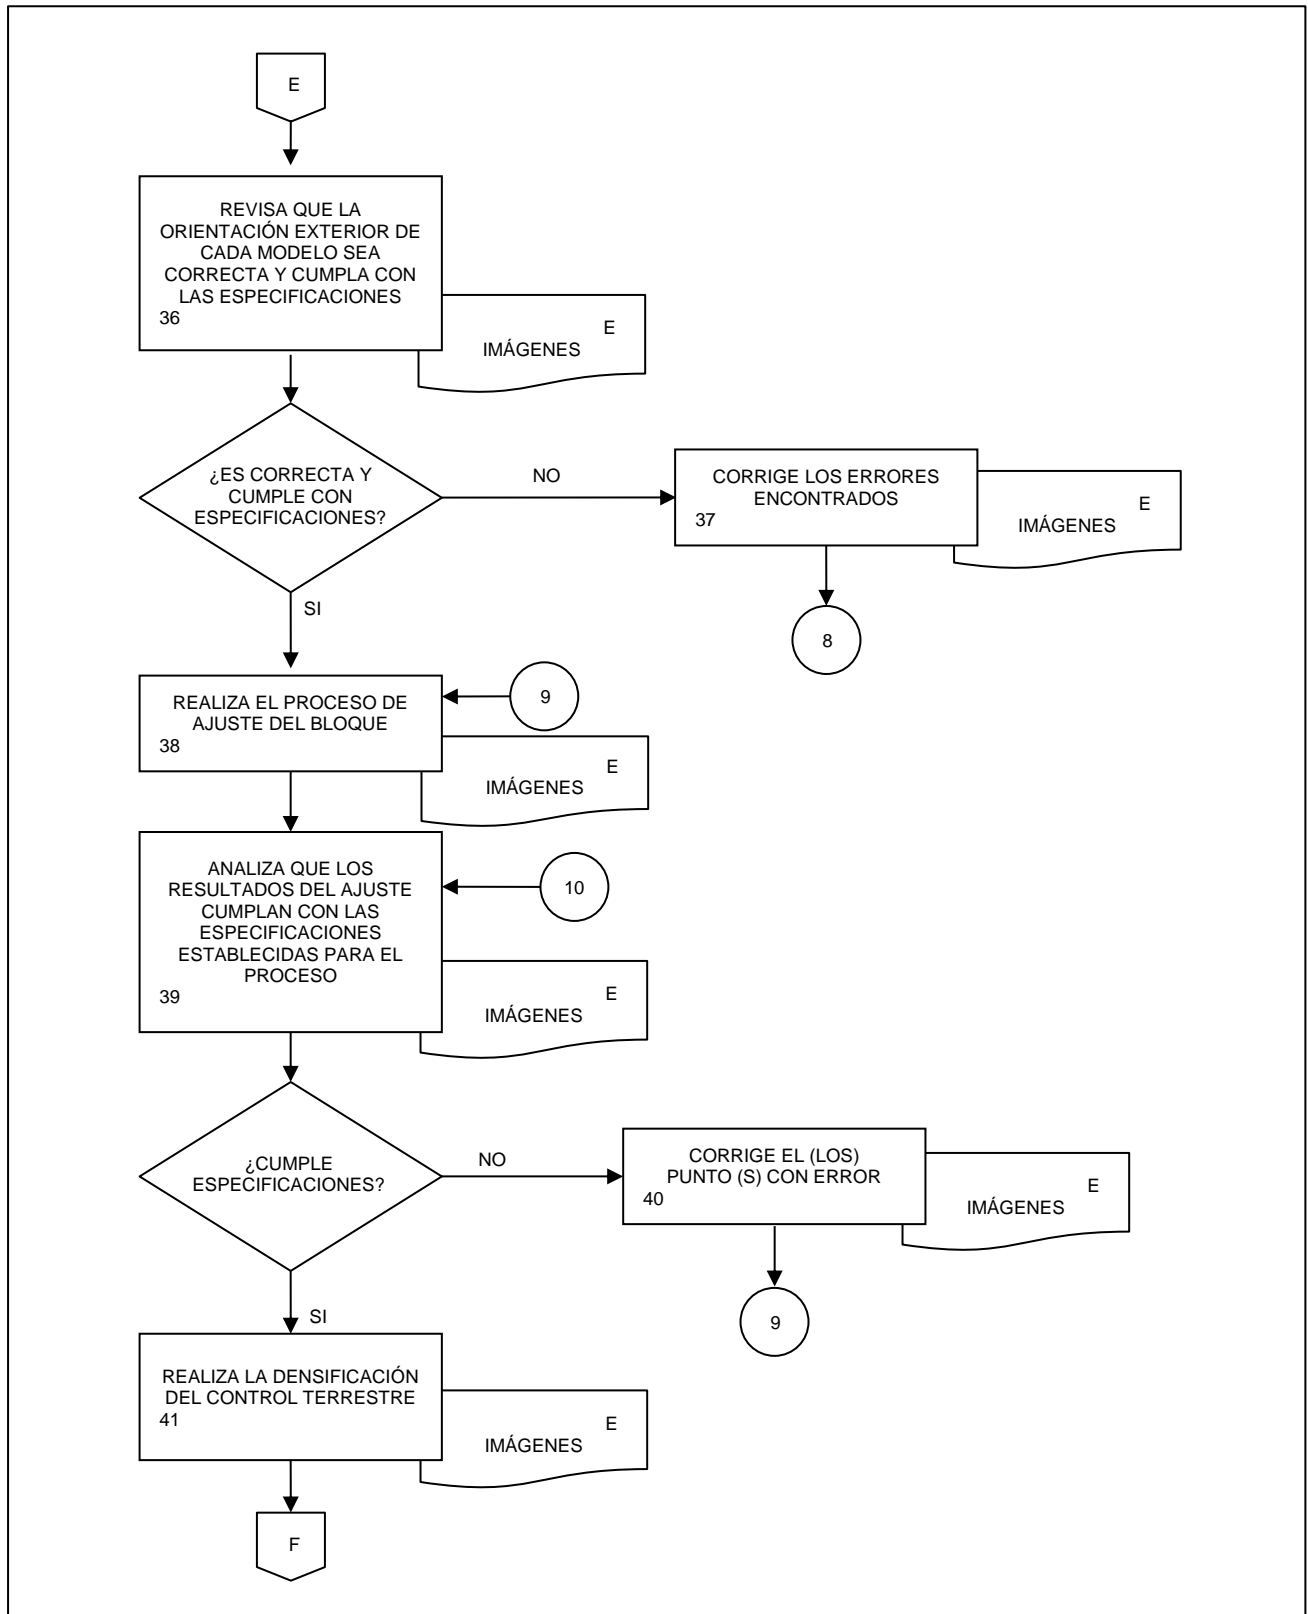 E
REVISA QUE LA
ORIENTACIÓN EXTERIOR DE
CADA MODELO SEA
CORRECTA Y CUMPLA CON
LAS ESPECIFICACIONES
36
E
IMÁGENES
¿ES CORRECTA Y
CUMPLE CON
ESPECIFICACIONES?
NO
CORRIGE LOS ERRORES
ENCONTRADOS
37
E
IMÁGENES
8
SI
REALIZA EL PROCESO DE
AJUSTE DEL BLOQUE
38
9
E
IMÁGENES
ANALIZA QUE LOS
RESULTADOS DEL AJUSTE
CUMPLAN CON LAS
ESPECIFICACIONES
ESTABLECIDAS PARA EL
PROCESO
39
10
E
IMÁGENES
¿CUMPLE
ESPECIFICACIONES?
NO
CORRIGE EL (LOS)
PUNTO (S) CON ERROR
40
E
IMÁGENES
9
SI
REALIZA LA DENSIFICACIÓN
DEL CONTROL TERRESTRE
41
E
IMÁGENES
F